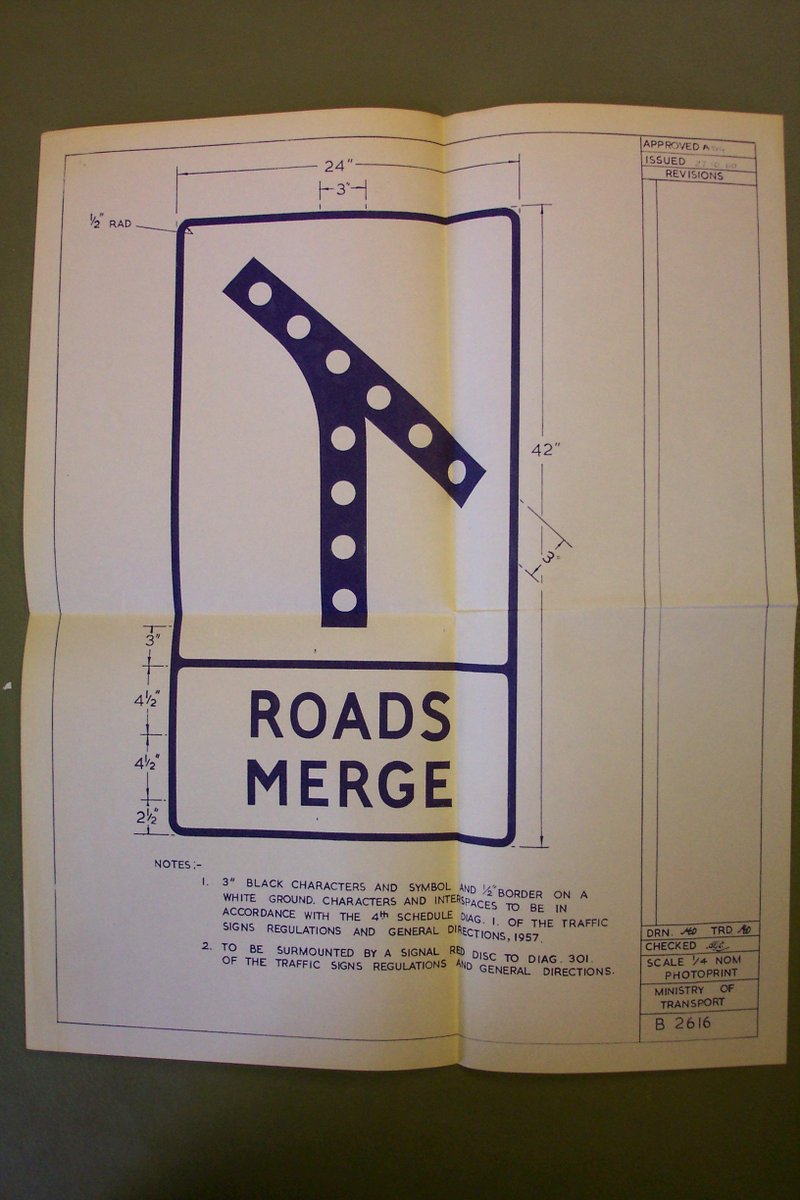 24"
3"
½" RAD
42"
3"
3"
4½"
4½"
2½"
ROADS
MERGE
NOTES:-
1. 3" BLACK CHARACTERS AND SYMBOL AND ½" BORDER ON A
WHITE GROUND. CHARACTERS AND INTERSPACES TO BE IN
ACCORDANCE WITH THE 4th SCHEDULE DIAG. 1. OF THE TRAFFIC
SIGNS REGULATIONS AND GENERAL DIRECTIONS, 1957.
2. TO BE SURMOUNTED BY A SIGNAL RED DISC TO DIAG. 301.
OF THE TRAFFIC SIGNS REGULATIONS AND GENERAL DIRECTIONS.
APPROVED
ISSUED
REVISIONS
DRN. TRD
CHECKED
SCALE ¼ NOM
PHOTOPRINT
MINISTRY OF
TRANSPORT
B 2616